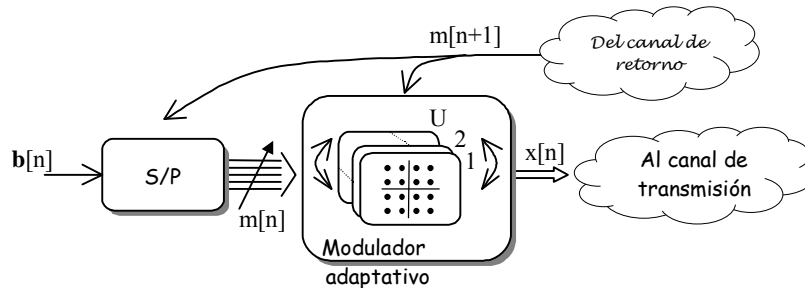 m[n+1]
Del canal de
retorno
b[n]
S/P
m[n]
U
2
1
Modulador
adaptativo
x[n]
Al canal de
transmisión